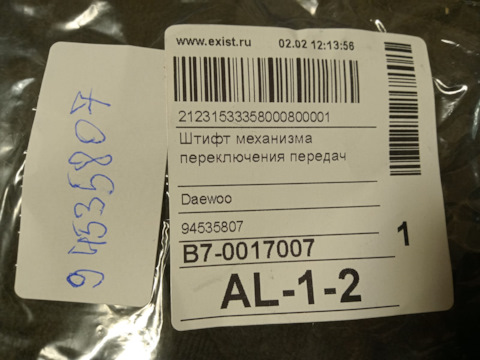 94535807
www.exist.ru 02.02 12:13:56
21231533358000800001
Штифт механизма
переключения передач
Daewoo
94535807
B7-0017007
1
AL-1-2